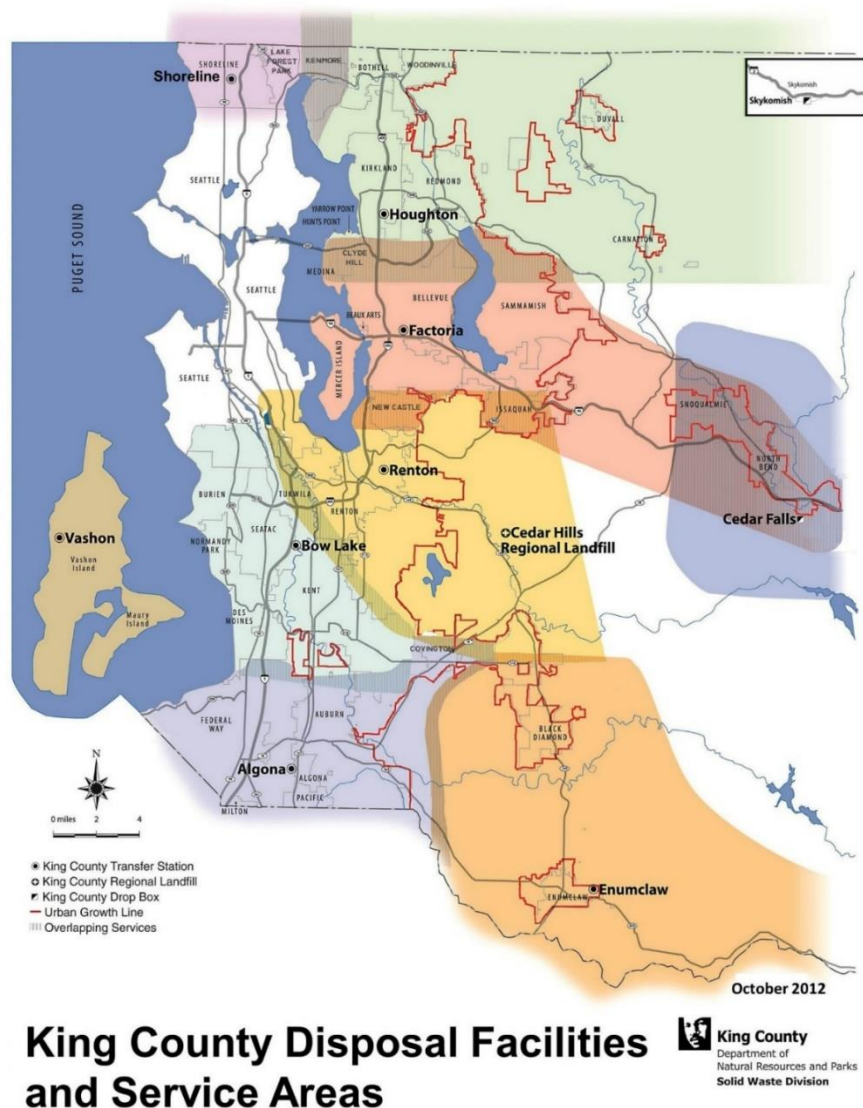 LAKE
FOREST
PARK
KENMORE
SHORELINE
Shoreline
BOTHELL
WOODINVILLE
Skykomish
Skykomish
DUVALL
KIRKLAND
REDMOND
SEATTLE
YARROW POINT
HUNTS POINT
Houghton
PUGET SOUND
CLYDE
HILL
CARNATION
MEDINA
SEATTLE
BELLEVUE
SAMMAMISH
BEAUX ARTS
Factoria
SEATTLE
MERCER ISLAND
NEW CASTLE
ISSAQUAH
SNOQUALMIE
NORTH
BEND
Renton
BURIEN
TUKWILA
RENTON
Cedar Falls
SEATAC
Cedar Hills
Regional Landfill
Vashon
Vashon
Island
NORMANDY
PARK
Bow Lake
KENT
Maury
Island
DES
MOINES
COVINGTON
FEDERAL
WAY
AUBURN
BLACK
DIAMOND
N
Algona
ALGONA
PACIFIC
MILTON
0 miles 2 4
King County Transfer Station
King County Regional Landfill
King County Drop Box
Urban Growth Line
Overlapping Services
Enumclaw
ENUMCLAW
October 2012
King County Disposal Facilities
and Service Areas
King County
Department of
Natural Resources and Parks
Solid Waste Division